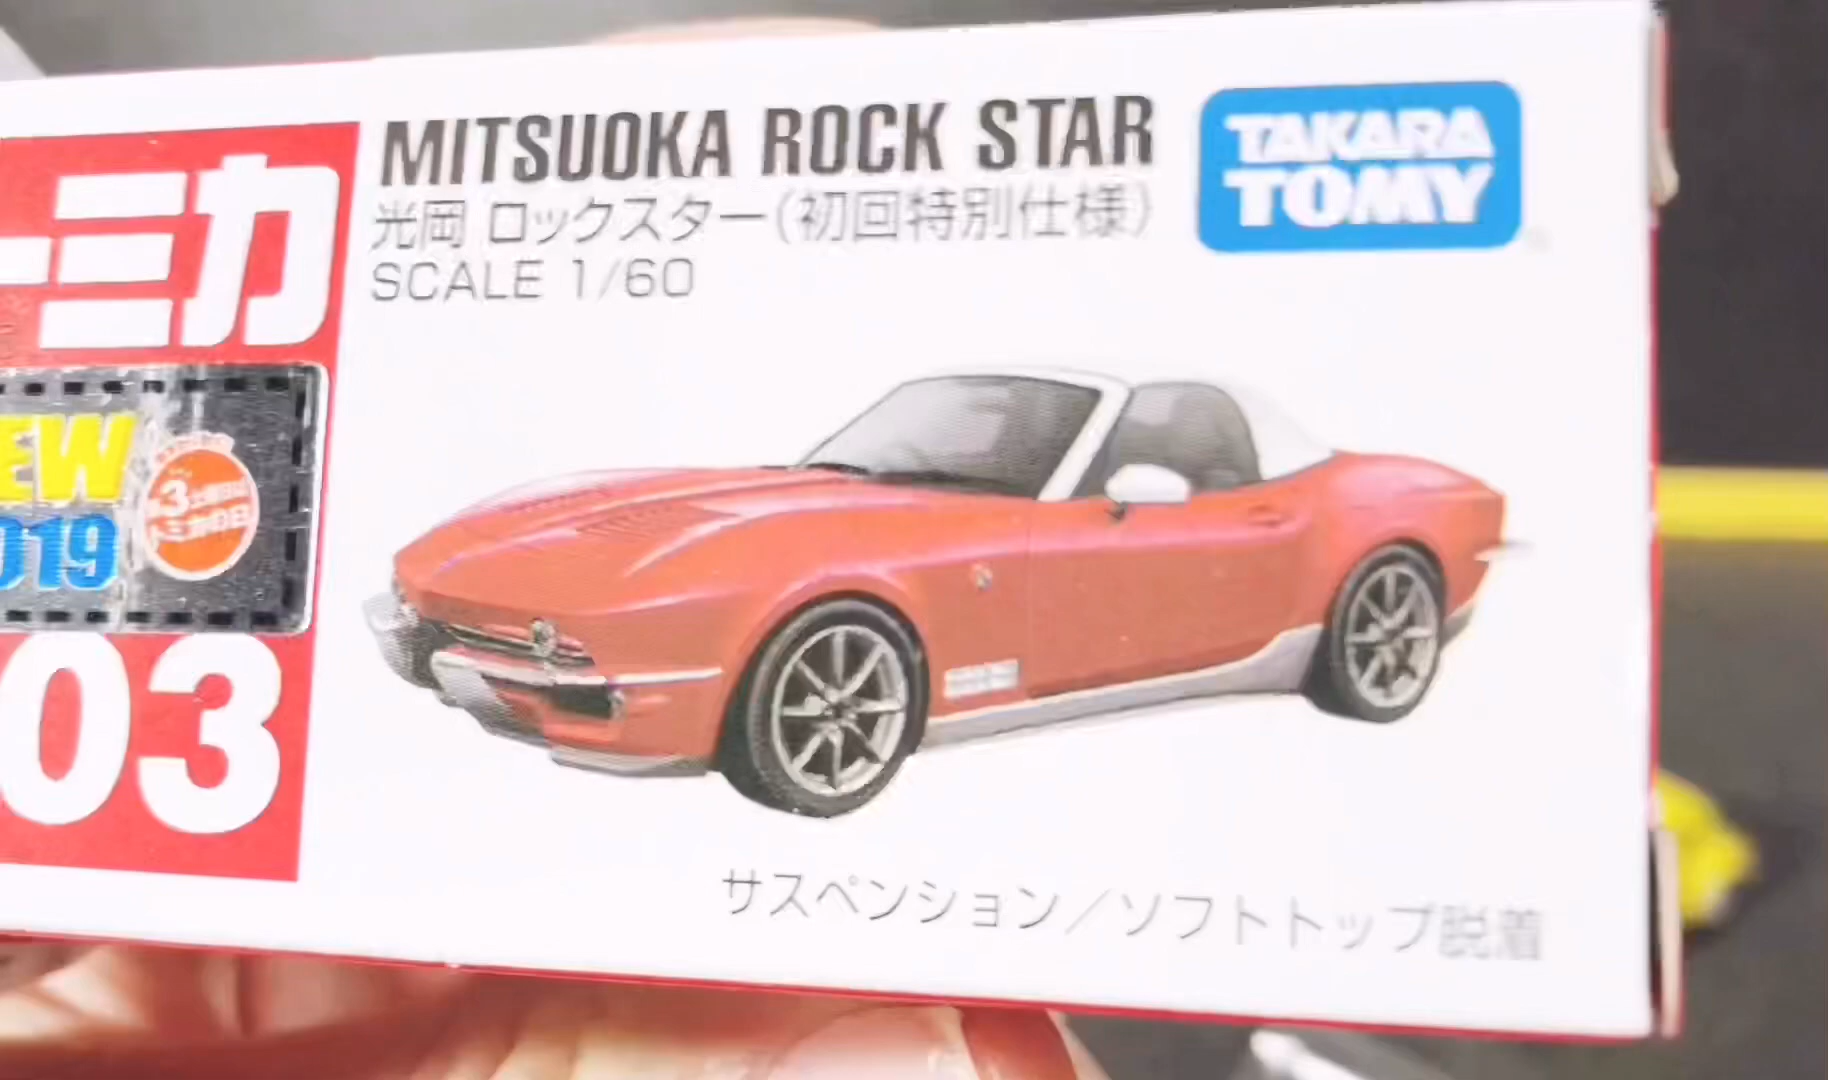 ーミカ
MITSUOKA ROCK STAR
光岡 ロックスター(初回特別仕様)
SCALE 1/60
TAKARA
TOMY
EW
019
03
サスペンション/ソフトトップ脱着